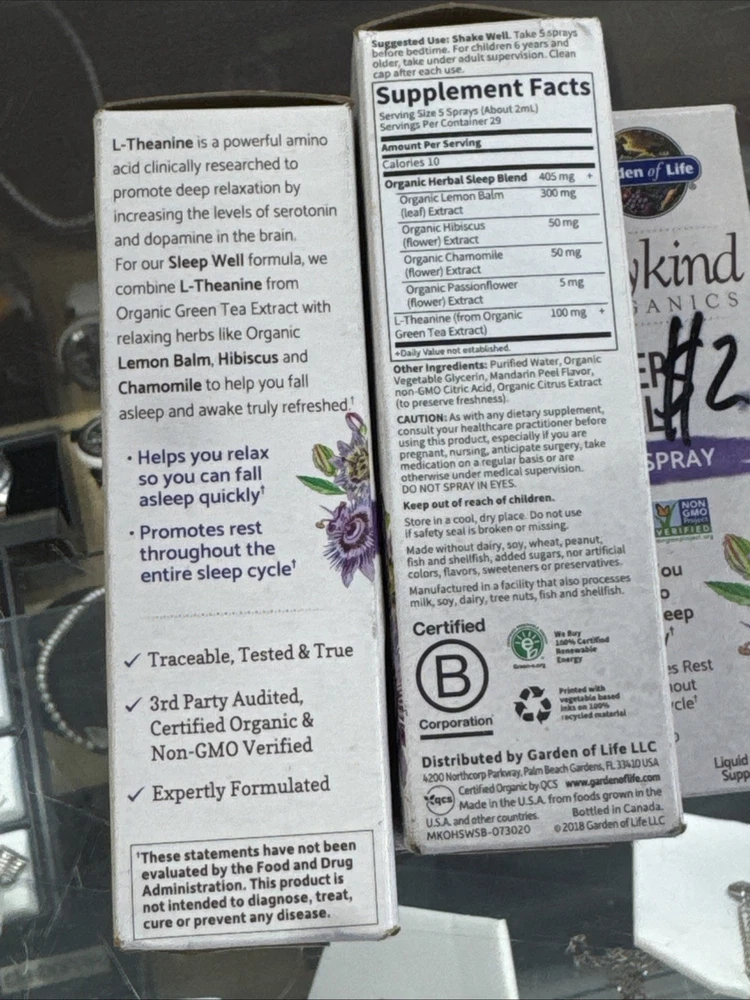 L-Theanine is a powerful amino
acid clinically researched to
promote deep relaxation by
increasing the levels of serotonin
and dopamine in the brain.
For our Sleep Well formula, we
combine L-Theanine from
Organic Green Tea Extract with
relaxing herbs like Organic
Lemon Balm, Hibiscus and
Chamomile to help you fall
asleep and awake truly refreshed.†
• Helps you relax
so you can fall
asleep quickly†
• Promotes rest
throughout the
entire sleep cycle†
✓ Traceable, Tested & True
✓ 3rd Party Audited,
Certified Organic &
Non-GMO Verified
✓ Expertly Formulated
†These statements have not been
evaluated by the Food and Drug
Administration. This product is
not intended to diagnose, treat,
cure or prevent any disease.
Suggested Use: Shake Well. Take 5 sprays
before bedtime. For children 6 years and
older, take under adult supervision. Clean
cap after each use.
Supplement Facts
Serving Size 5 Sprays (About 2mL)
Servings Per Container 29
Amount Per Serving
Calories 10
Organic Herbal Sleep Blend 405 mg +
Organic Lemon Balm 300 mg
(leaf) Extract
Organic Hibiscus 50 mg
(flower) Extract
Organic Chamomile 50 mg
(flower) Extract
Organic Passionflower 5 mg
(flower) Extract
L-Theanine (from Organic 100 mg +
Green Tea Extract)
+Daily Value not established.
Other Ingredients: Purified Water, Organic
Vegetable Glycerin, Mandarin Peel Flavor,
non-GMO Citric Acid, Organic Citrus Extract
(to preserve freshness).
CAUTION: As with any dietary supplement,
consult your healthcare practitioner before
using this product, especially if you are
pregnant, nursing, anticipate surgery, take
medication on a regular basis or are
otherwise under medical supervision.
DO NOT SPRAY IN EYES.
Keep out of reach of children.
Store in a cool, dry place. Do not use
if safety seal is broken or missing.
Made without dairy, soy, wheat, peanut,
fish and shellfish, added sugars, nor artificial
colors, flavors, sweeteners or preservatives.
Manufactured in a facility that also processes
milk, soy, dairy, tree nuts, fish and shellfish.
Certified
B
Corporation
Green-e.org
We Buy
100% Certified
Renewable
Energy
Printed with
vegetable based
inks on 100%
recycled material
Distributed by Garden of Life LLC
4200 Northcorp Parkway, Palm Beach Gardens, FL 33410 USA
qcs
Certified Organic by QCS www.gardenoflife.com
Made in the U.S.A. from foods grown in the
U.S.A. and other countries. Bottled in Canada.
MKOHSWSB-073020 © 2018 Garden of Life LLC
den of Life
ykind
GANICS
#2
SPRAY
NON
GMO
Project
VERIFIED
ou
eep
es Rest
out
cle†
Liquid
Supp